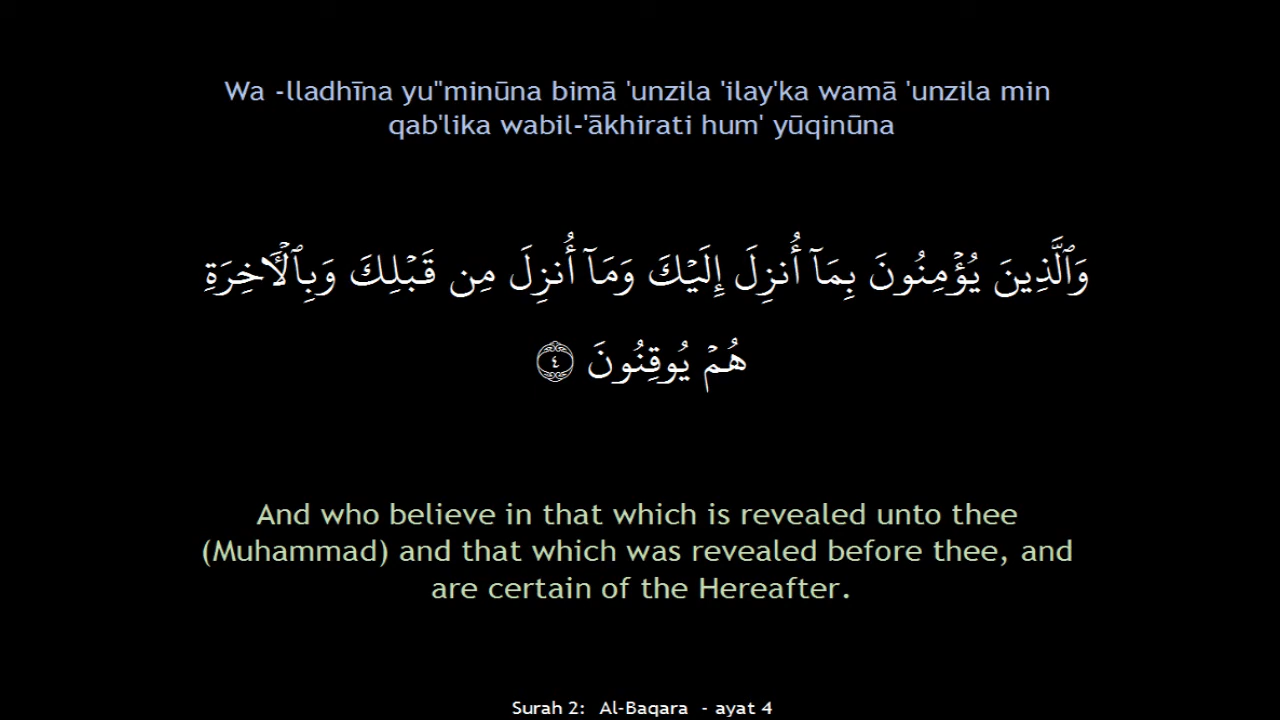 Wa -lladhīna yu"minūna bimā 'unzila 'ilay'ka wamā 'unzila min
qab'lika wabil-'ākhirati hum' yūqinūna
وَٱلَّذِينَ يُؤۡمِنُونَ بِمَآ أُنزِلَ إِلَيۡكَ وَمَآ أُنزِلَ مِن قَبۡلِكَ وَبِٱلۡأٓخِرَةِ
هُمۡ يُوقِنُونَ ٤
And who believe in that which is revealed unto thee
(Muhammad) and that which was revealed before thee, and
are certain of the Hereafter.
Surah 2: Al-Baqara - ayat 4